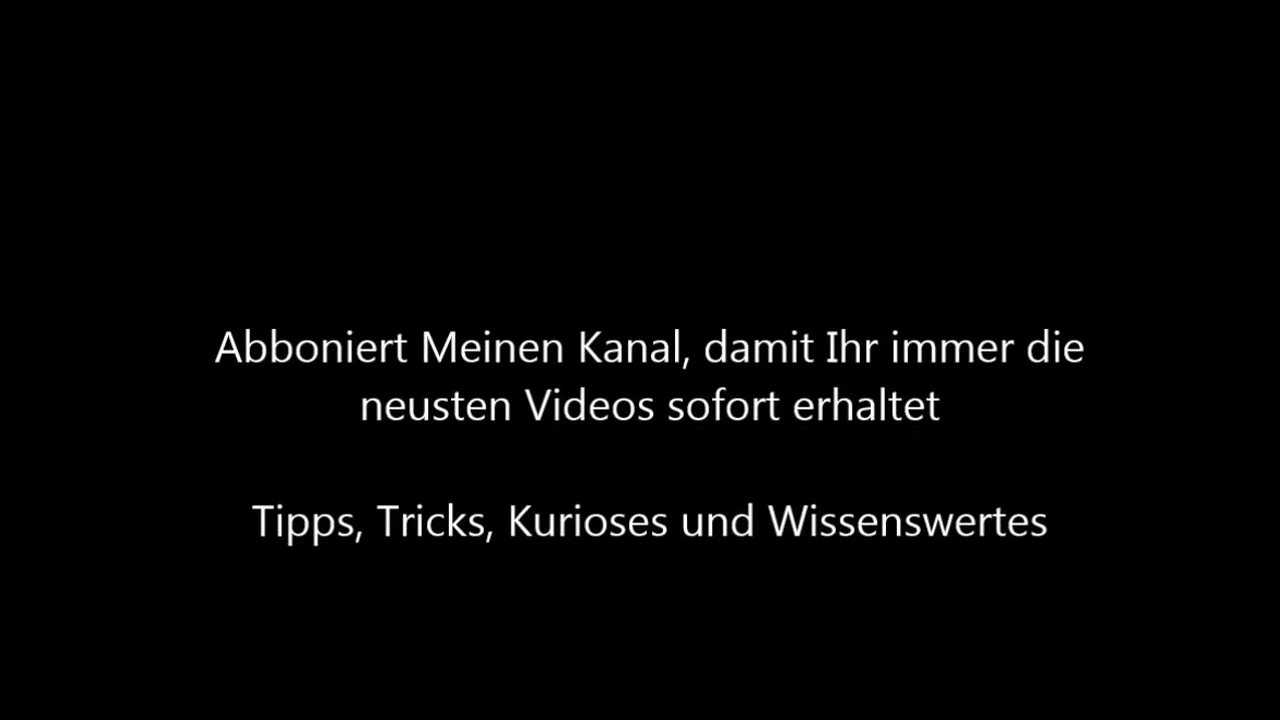 Abboniert Meinen Kanal, damit Ihr immer die
neusten Videos sofort erhaltet
Tipps, Tricks, Kurioses und Wissenswertes